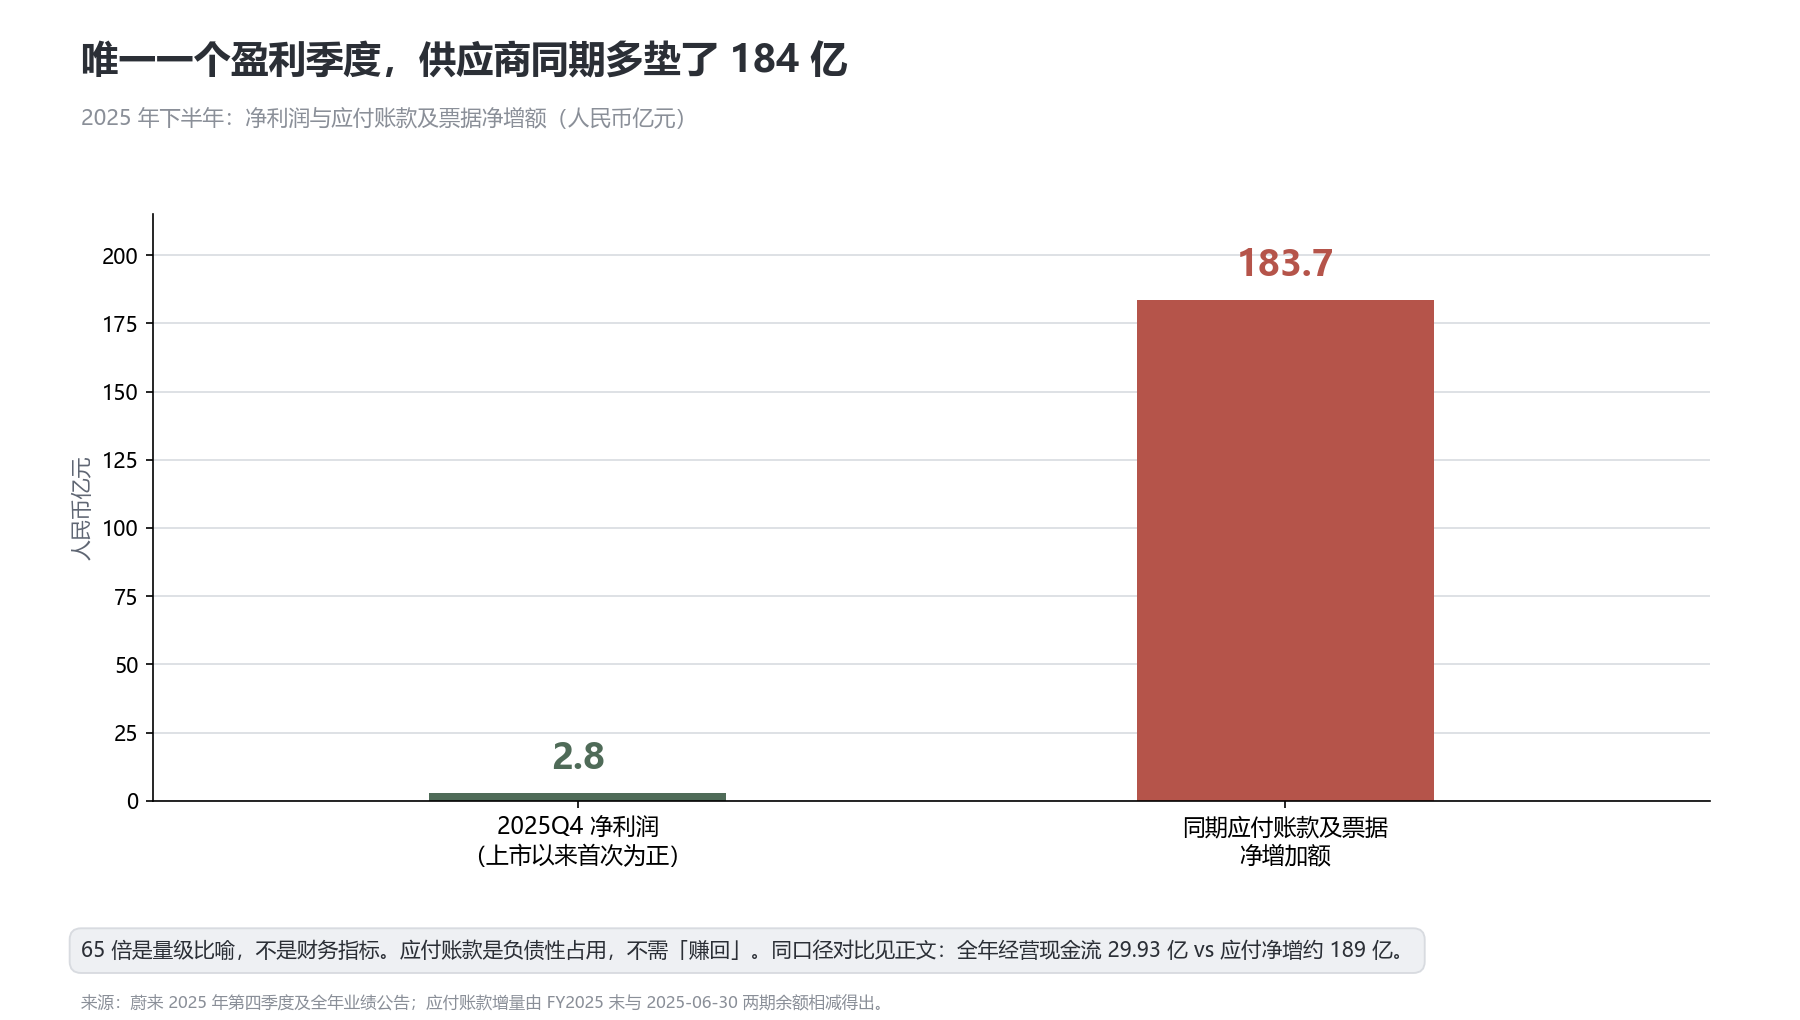 唯一一个盈利季度，供应商同期多垫了 184 亿
2025 年下半年：净利润与应付账款及票据净增额（人民币亿元）
人民币亿元
200
175
150
125
100
75
50
25
0
183.7
2.8
2025Q4 净利润
（上市以来首次为正）
同期应付账款及票据
净增加额
65 倍是量级比喻，不是财务指标。应付账款是负债性占用，不需「赚回」。同口径对比见正文：全年经营现金流 29.93 亿 vs 应付净增约 189 亿。
来源：蔚来 2025 年第四季度及全年业绩公告；应付账款增量由 FY2025 末与 2025-06-30 两期余额相减得出。